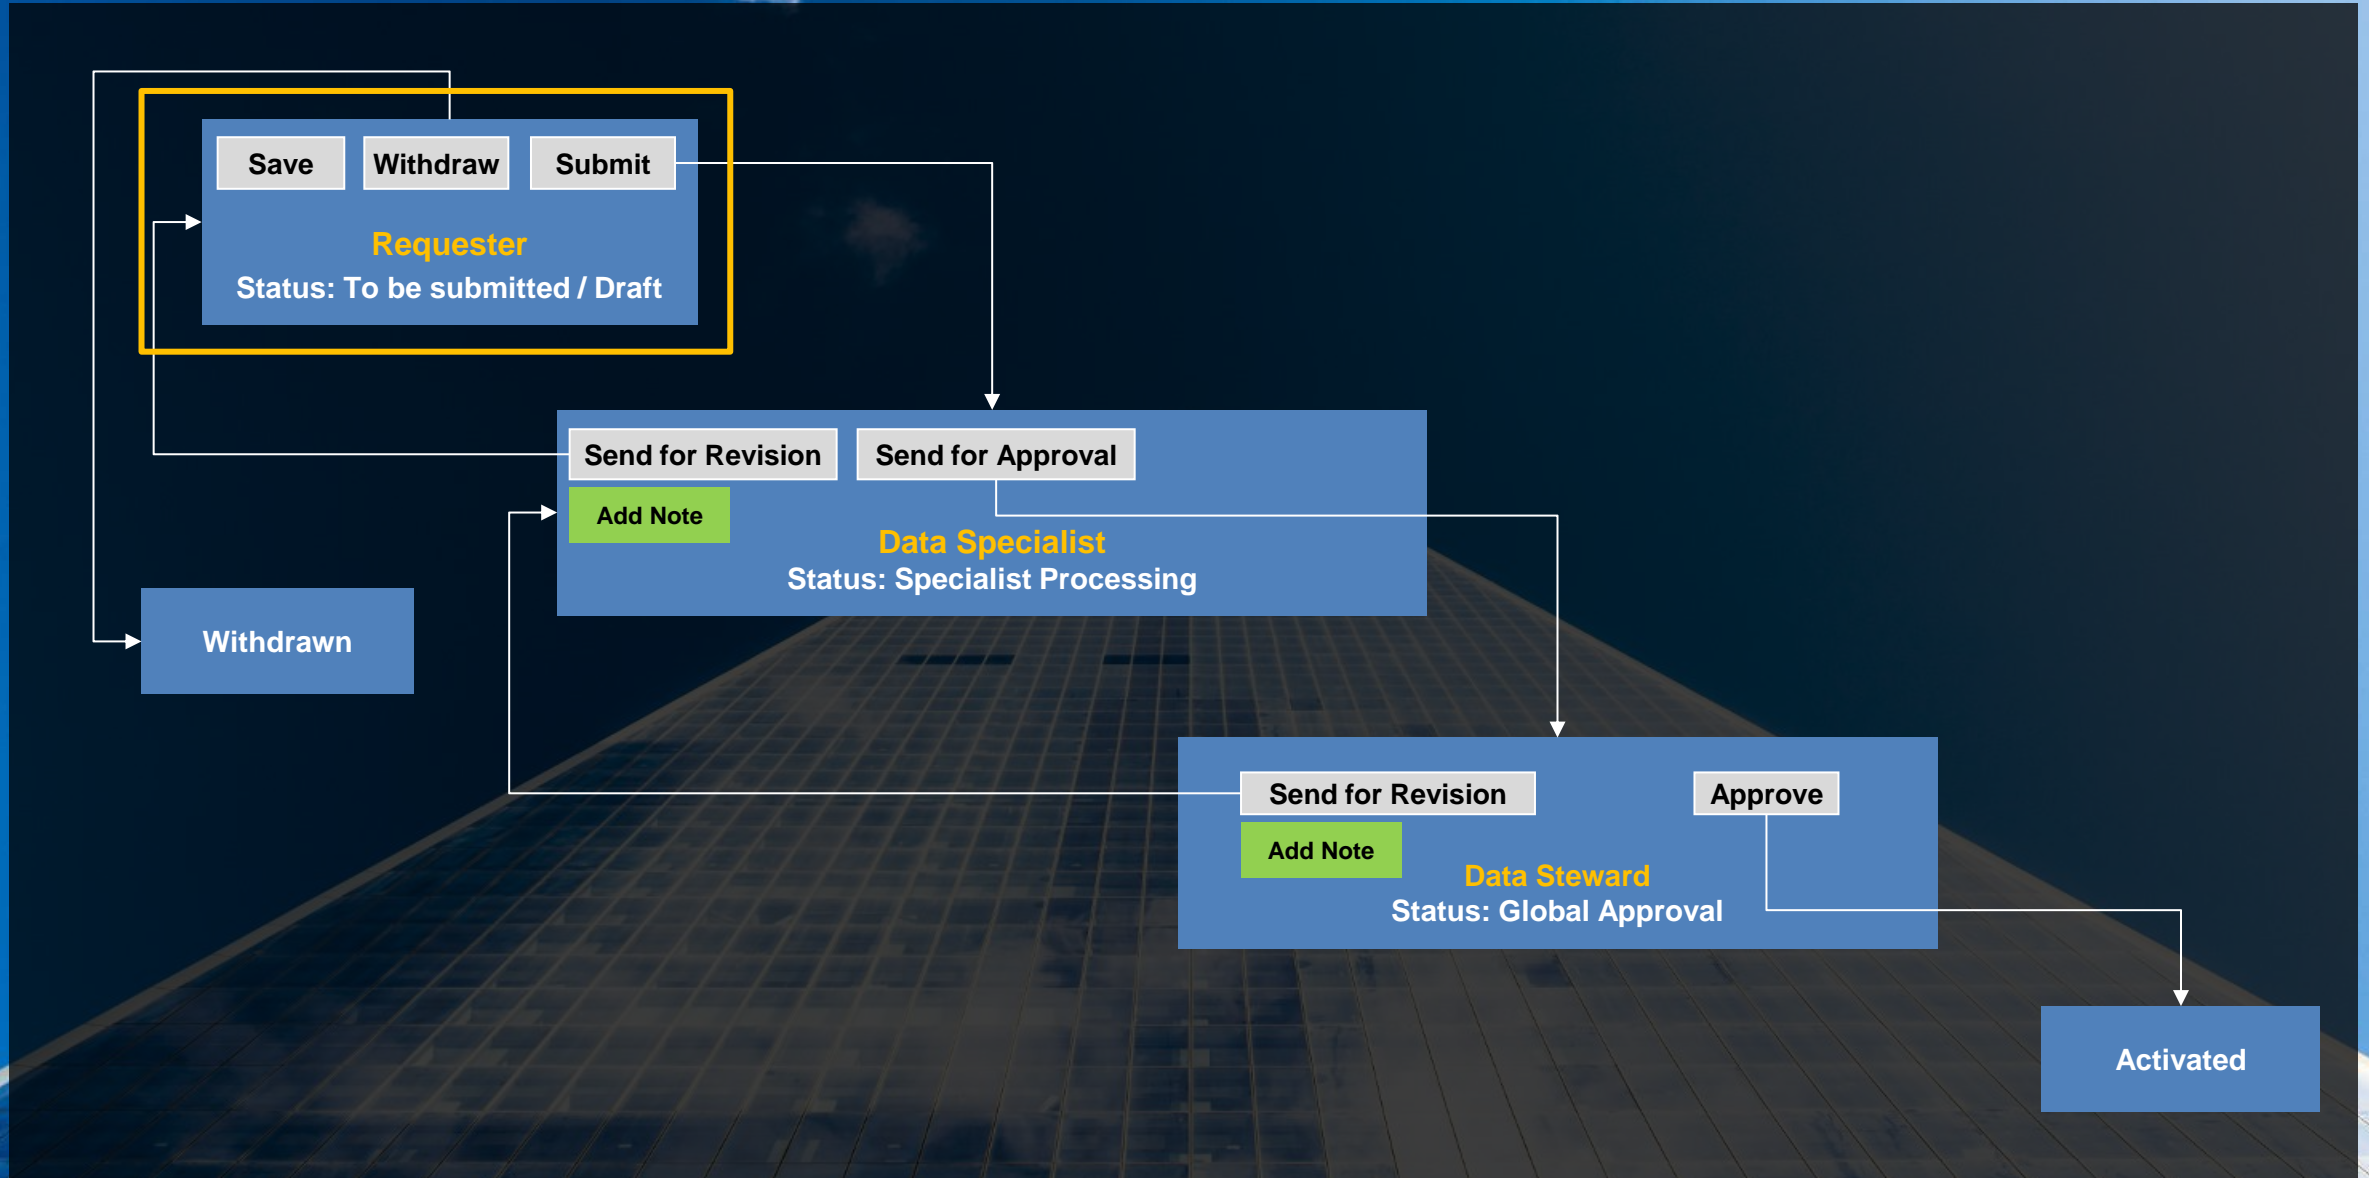 Save
Withdraw
Submit
Requester
Status: To be submitted / Draft
Send for Revision
Send for Approval
Add Note
Data Specialist
Status: Specialist Processing
Withdrawn
Send for Revision
Approve
Add Note
Data Steward
Status: Global Approval
Activated